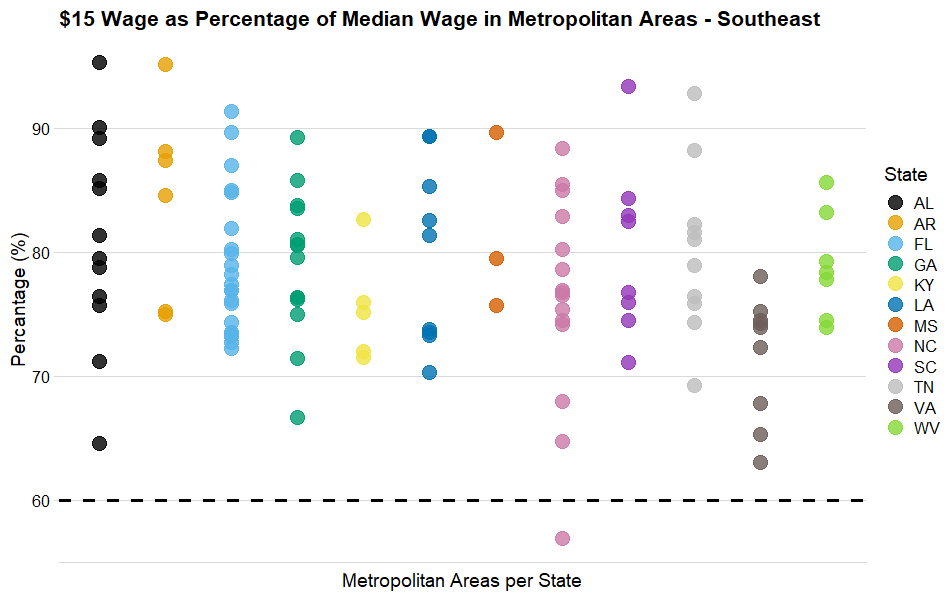 $15 Wage as Percentage of Median Wage in Metropolitan Areas - Southeast
Percantage (%)
90
80
70
60
Metropolitan Areas per State
State
AL
AR
FL
GA
KY
LA
MS
NC
SC
TN
VA
WV